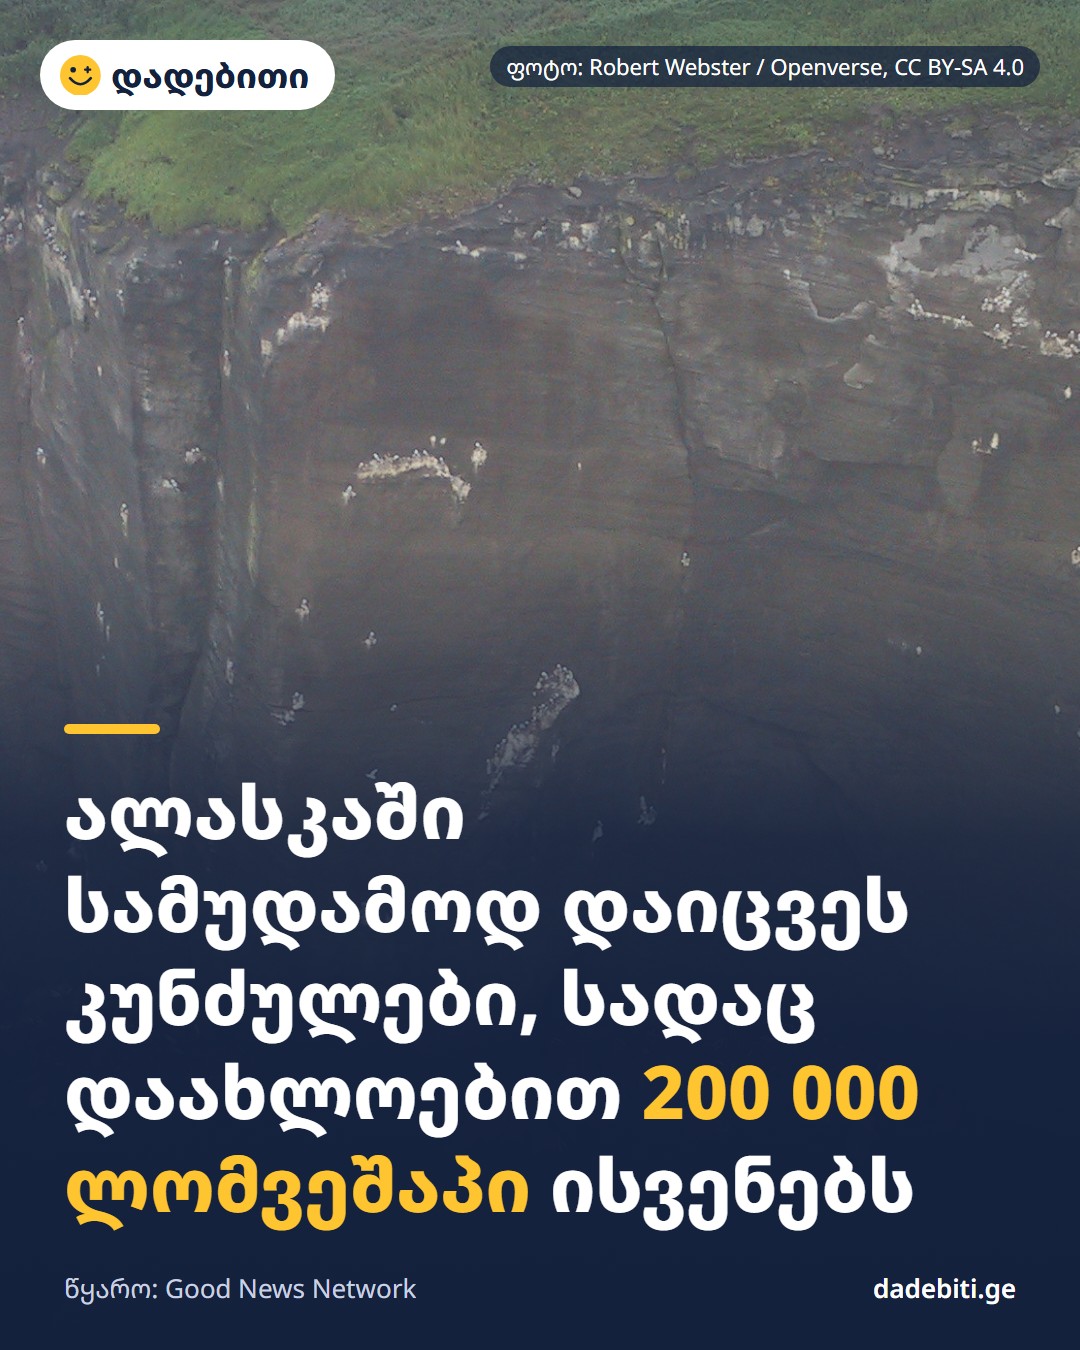 დადებითი
ფოტო: Robert Webster / Openverse, CC BY-SA 4.0
ალასკაში
სამუდამოდ დაიცვეს
კუნძულები, სადაც
დაახლოებით 200 000
ლომვეშაპი ისვენებს
წყარო: Good News Network
dadebiti.ge